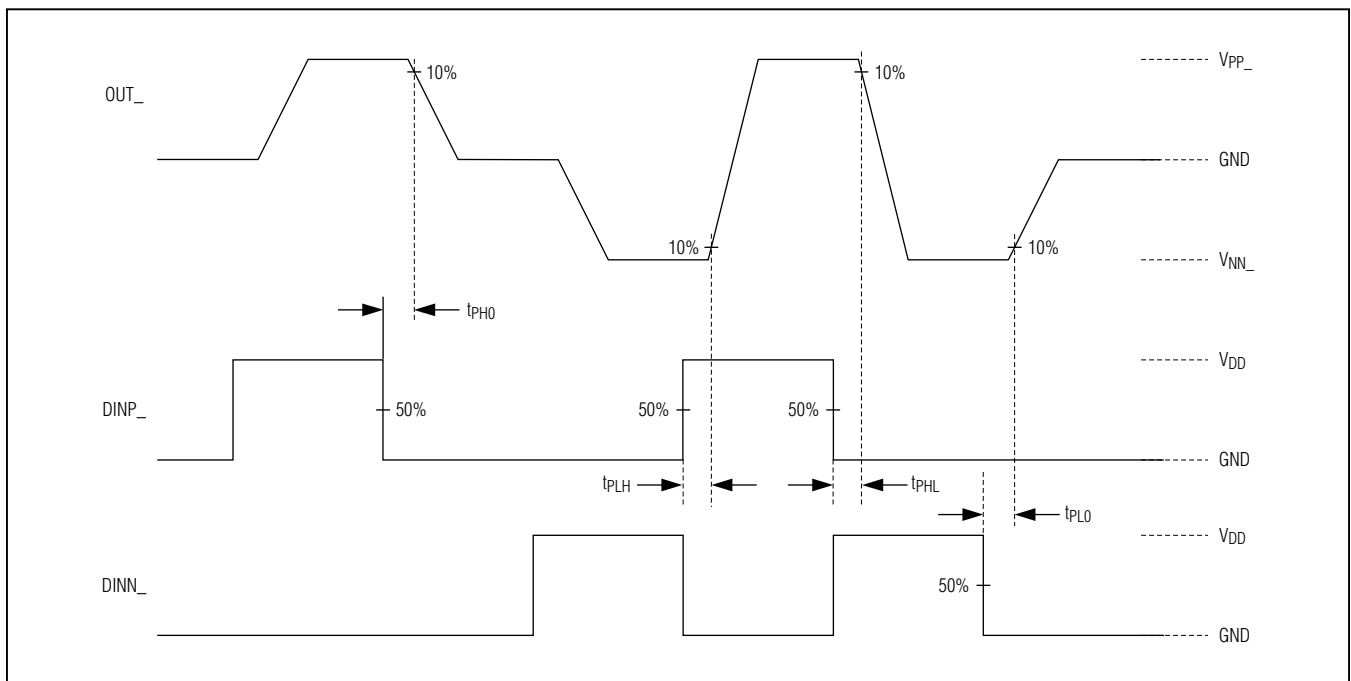 VPP_
10%
10%
OUT_
GND
10%
10%
VNN_
tPH0
VDD
DINP_
50%
50%
50%
GND
tPLH
tPHL
tPL0
VDD
DINN_
50%
GND